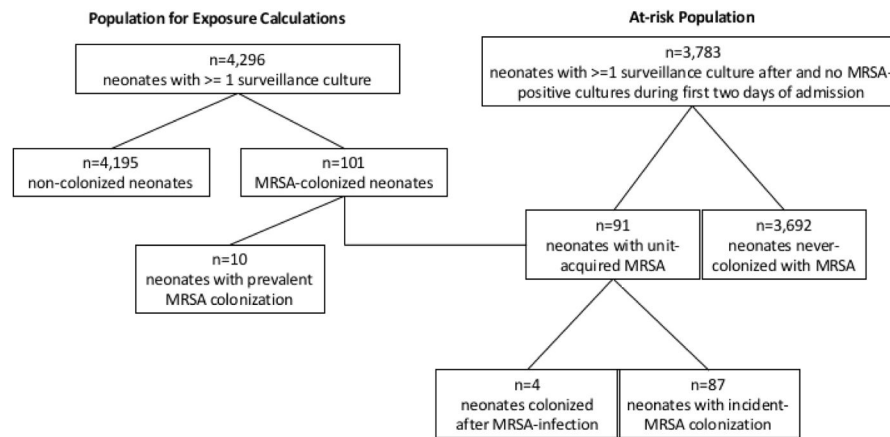 Population for Exposure Calculations
At-risk Population
n=4,296
neonates with >= 1 surveillance culture
n=3,783
neonates with >=1 surveillance culture after and no MRSA-
positive cultures during first two days of admission
n=4,195
non-colonized neonates
n=101
MRSA-colonized neonates
n=91
neonates with unit-
acquired MRSA
n=3,692
neonates never-
colonized with MRSA
n=10
neonates with prevalent
MRSA colonization
n=4
neonates colonized
after MRSA-infection
n=87
neonates with incident-
MRSA colonization